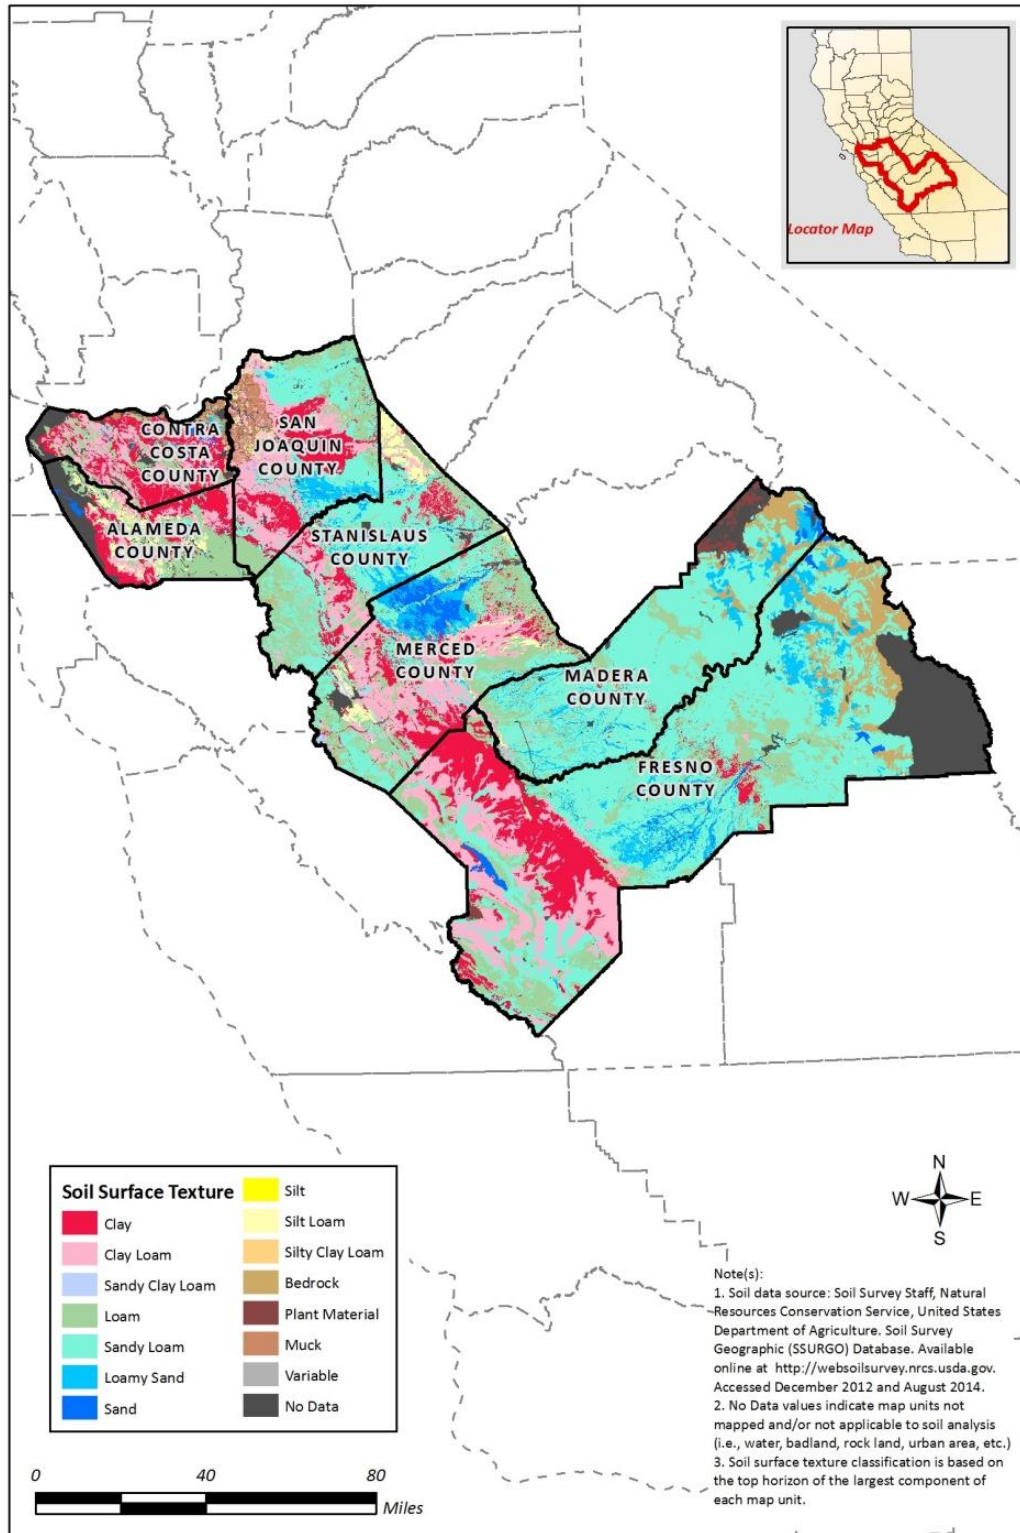 Locator Map
CONTRA
COSTA
COUNTY
SAN
JOAQUIN
COUNTY
ALAMEDA
COUNTY
STANISLAUS
COUNTY
MERCED
COUNTY
MADERA
COUNTY
FRESNO
COUNTY
Soil Surface Texture
Clay
Clay Loam
Sandy Clay Loam
Loam
Sandy Loam
Loamy Sand
Sand
Silt
Silt Loam
Silty Clay Loam
Bedrock
Plant Material
Muck
Variable
No Data
N
W E
S
Note(s):
1. Soil data source: Soil Survey Staff, Natural
Resources Conservation Service, United States
Department of Agriculture. Soil Survey
Geographic (SSURGO) Database. Available
online at http://websoilsurvey.nrcs.usda.gov.
Accessed December 2012 and August 2014.
2. No Data values indicate map units not
mapped and/or not applicable to soil analysis
(i.e., water, badland, rock land, urban area, etc.)
3. Soil surface texture classification is based on
the top horizon of the largest component of
each map unit.
0 40 80
Miles